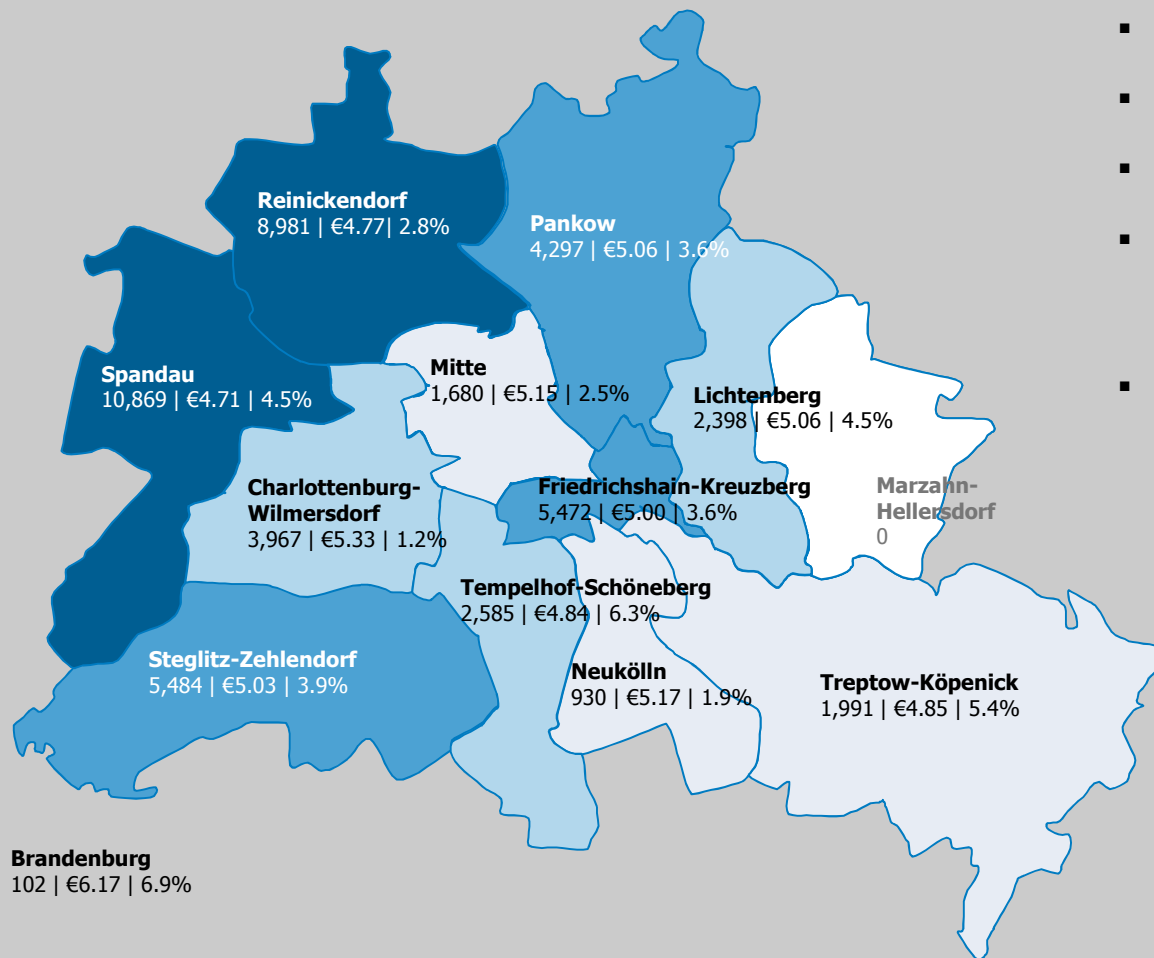 Reinickendorf
8,981 | €4.77| 2.8%
Pankow
4,297 | €5.06 | 3.6%
Mitte
1,680 | €5.15 | 2.5%
Spandau
10,869 | €4.71 | 4.5%
Lichtenberg
2,398 | €5.06 | 4.5%
Charlottenburg-
Wilmersdorf
3,967 | €5.33 | 1.2%
Friedrichshain-Kreuzberg
5,472 | €5.00 | 3.6%
Marzahn-
Hellersdorf
0
Tempelhof-Schöneberg
2,585 | €4.84 | 6.3%
Steglitz-Zehlendorf
5,484 | €5.03 | 3.9%
Neukölln
930 | €5.17 | 1.9%
Treptow-Köpenick
1,991 | €4.85 | 5.4%
Brandenburg
102 | €6.17 | 6.9%